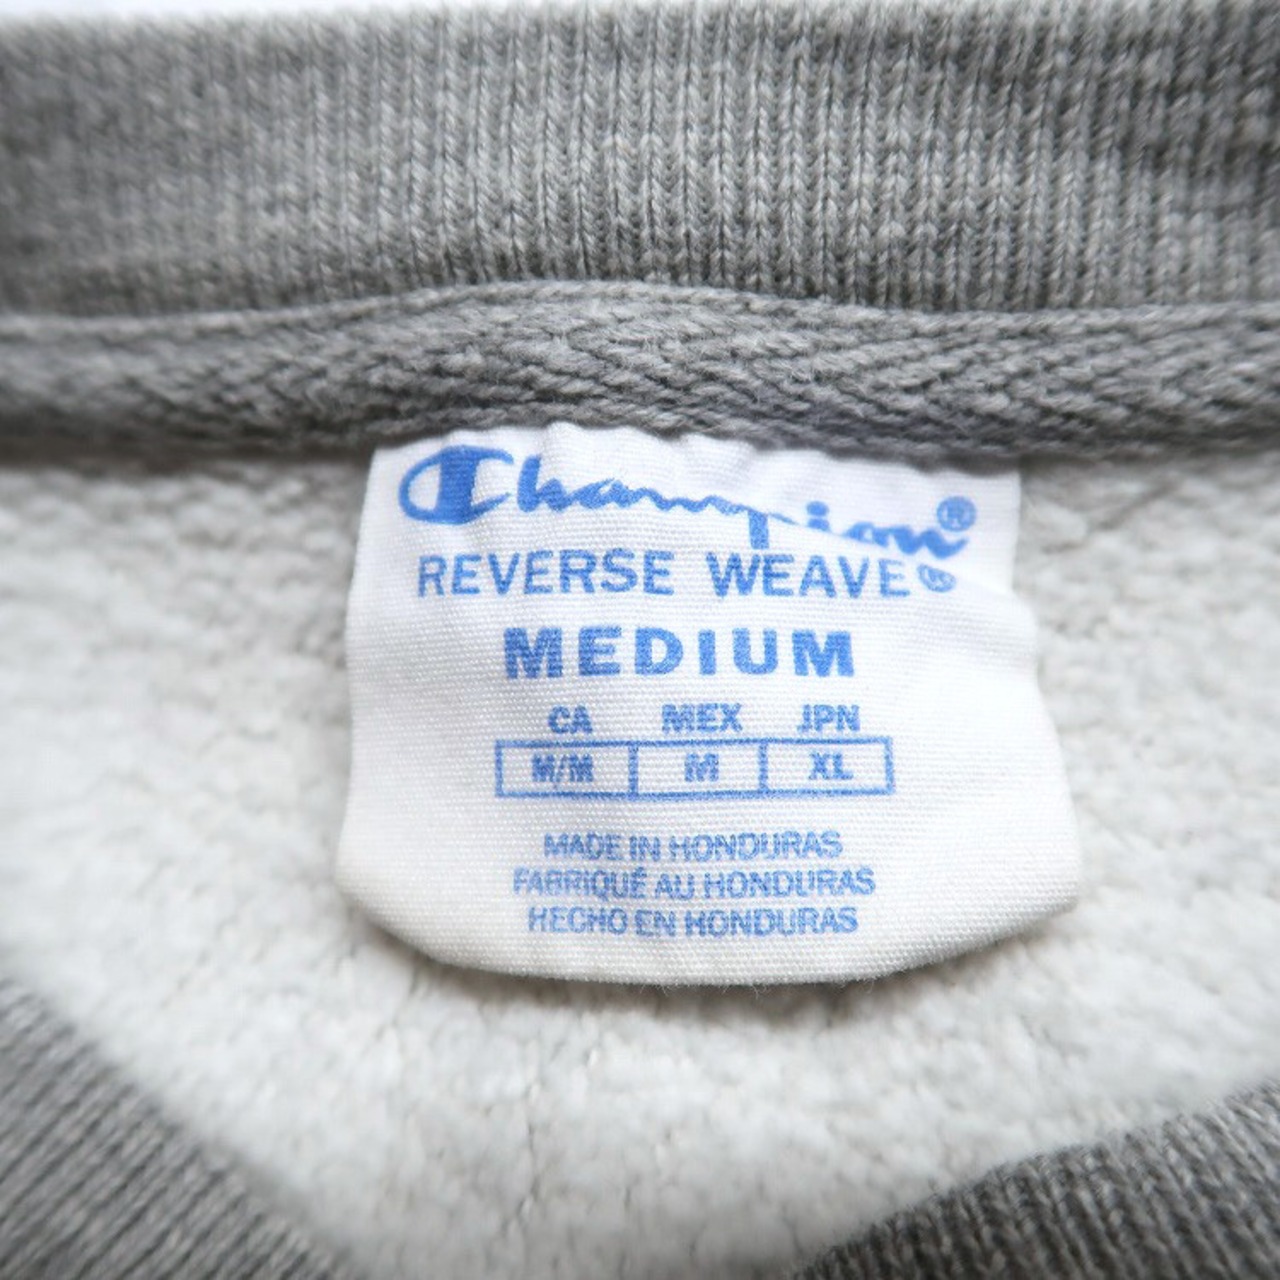 Champion®
REVERSE WEAVE®
MEDIUM
CA MEX JPN
M/M M XL
MADE IN HONDURAS
FABRIQUÉ AU HONDURAS
HECHO EN HONDURAS